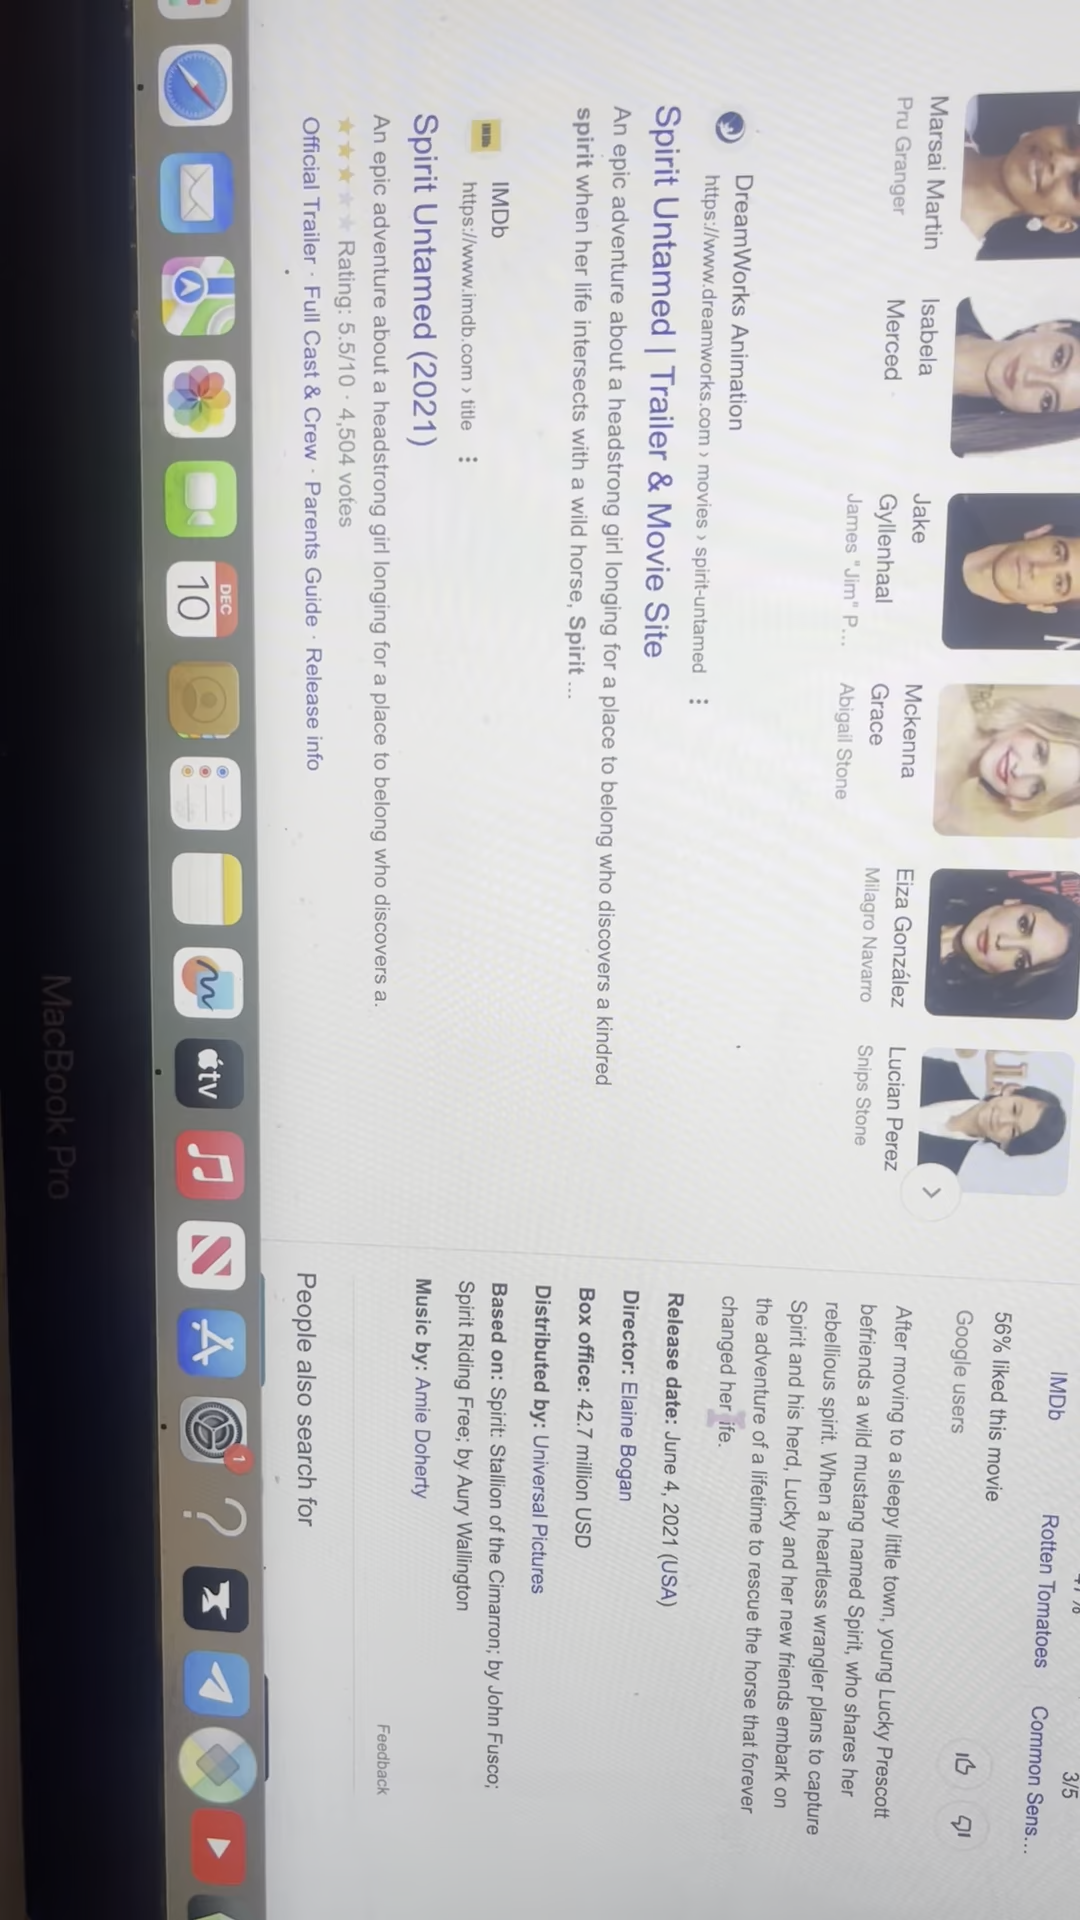 Marsai Martin
Pru Granger
Isabela
Merced
Jake
Gyllenhaal
James "Jim" P...
Mckenna
Grace
Abigail Stone
Eiza González
Milagro Navarro
Lucian Perez
Snips Stone
DreamWorks Animation
https://www.dreamworks.com › movies › spirit-untamed
Spirit Untamed | Trailer & Movie Site
An epic adventure about a headstrong girl longing for a place to belong who discovers a kindred
spirit when her life intersects with a wild horse, Spirit ...
IMDb
https://www.imdb.com › title
Spirit Untamed (2021)
An epic adventure about a headstrong girl longing for a place to belong who discovers a.
Rating: 5.5/10 · 4,504 votes
Official Trailer · Full Cast & Crew · Parents Guide · Release info
3/5
IMDb
Rotten Tomatoes
Common Sens...
56% liked this movie
Google users
After moving to a sleepy little town, young Lucky Prescott
befriends a wild mustang named Spirit, who shares her
rebellious spirit. When a heartless wrangler plans to capture
Spirit and his herd, Lucky and her new friends embark on
the adventure of a lifetime to rescue the horse that forever
changed her ife.
Release date: June 4, 2021 (USA)
Director: Elaine Bogan
Box office: 42.7 million USD
Distributed by: Universal Pictures
Based on: Spirit: Stallion of the Cimarron; by John Fusco;
Spirit Riding Free; by Aury Wallington
Music by: Amie Doherty
Feedback
People also search for
DEC
10
tv
1
MacBook Pro